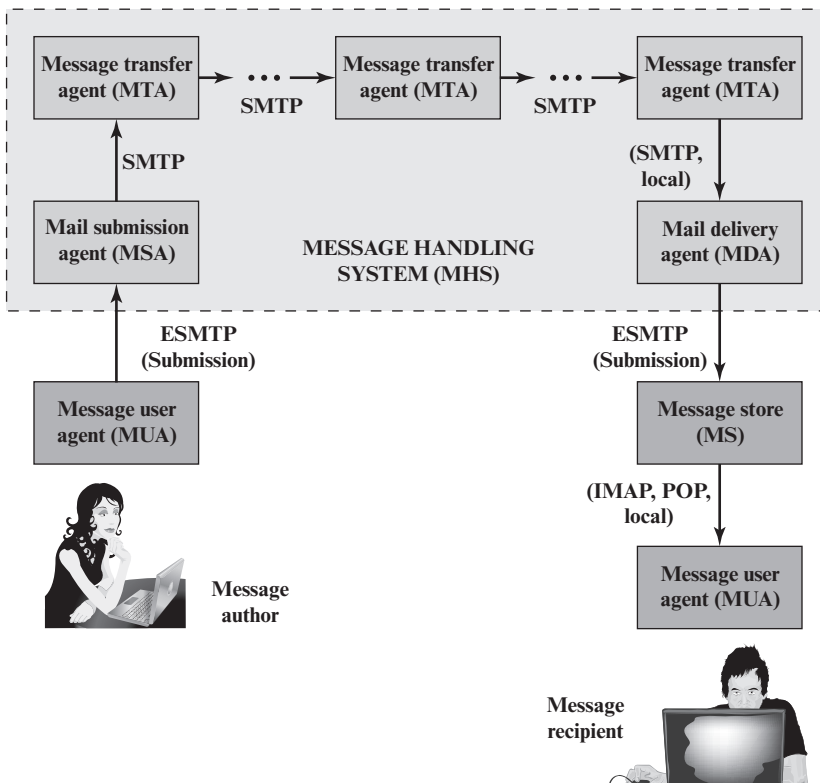 Message transfer
agent (MTA)
SMTP
Message transfer
agent (MTA)
SMTP
Message transfer
agent (MTA)
SMTP
(SMTP,
local)
Mail submission
agent (MSA)
MESSAGE HANDLING
SYSTEM (MHS)
Mail delivery
agent (MDA)
ESMTP
(Submission)
ESMTP
(Submission)
Message user
agent (MUA)
Message store
(MS)
(IMAP, POP,
local)
Message
author
Message user
agent (MUA)
Message
recipient